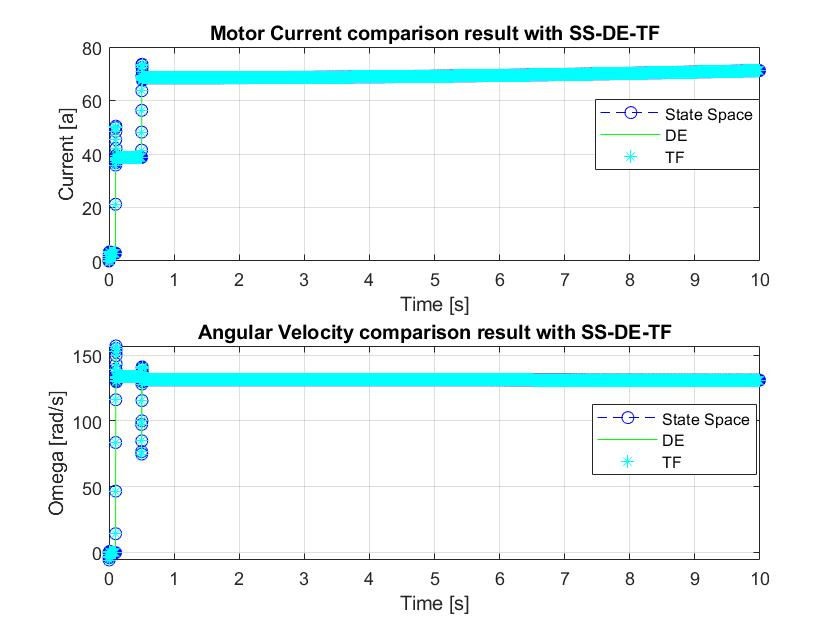 Motor Current comparison result with SS-DE-TF
80
60
40
20
0
Current [a]
State Space
DE
TF
0 1 2 3 4 5 6 7 8 9 10
Time [s]
Angular Velocity comparison result with SS-DE-TF
150
100
50
0
Omega [rad/s]
State Space
DE
TF
0 1 2 3 4 5 6 7 8 9 10
Time [s]